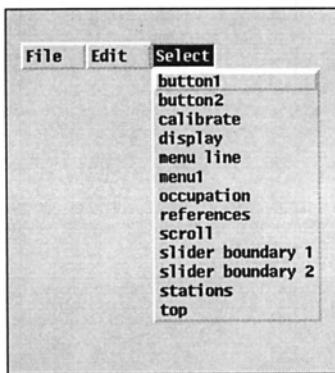 File Edit Select
button1
button2
calibrate
display
menu line
menu1
occupation
references
scroll
slider boundary 1
slider boundary 2
stations
top